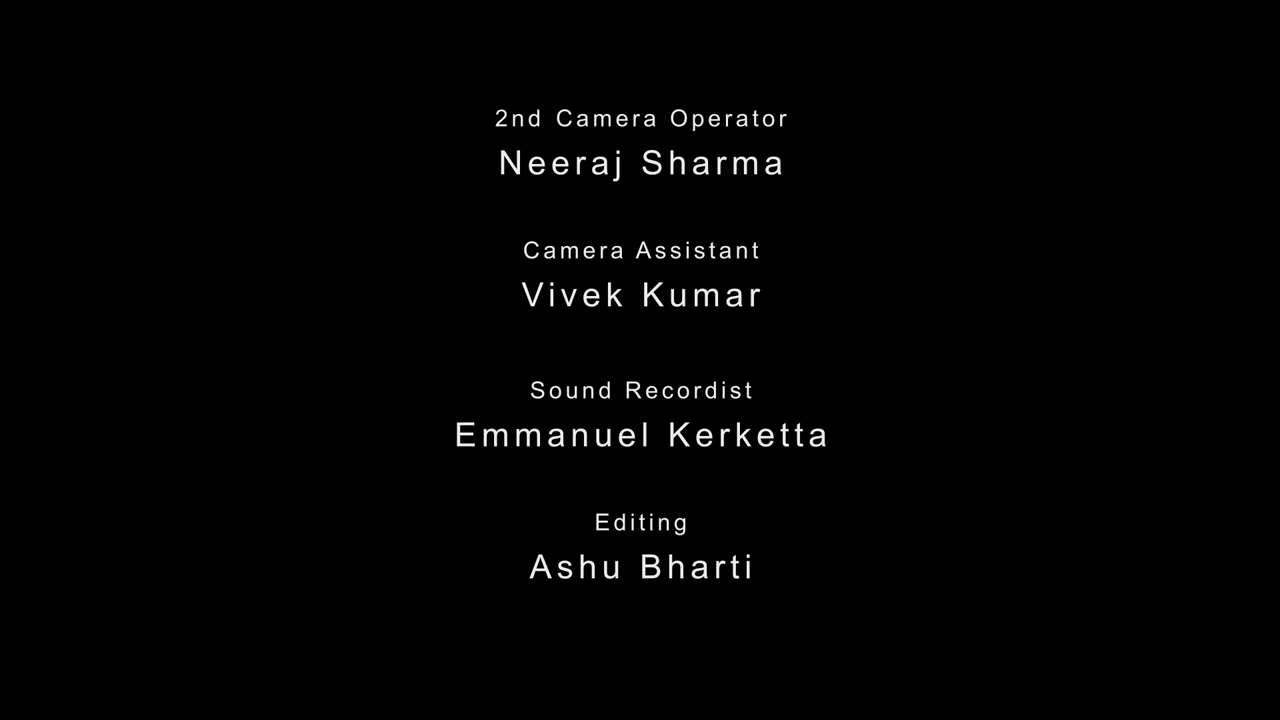 2nd Camera Operator
Neeraj Sharma
Camera Assistant
Vivek Kumar
Sound Recordist
Emmanuel Kerketta
Editing
Ashu Bharti